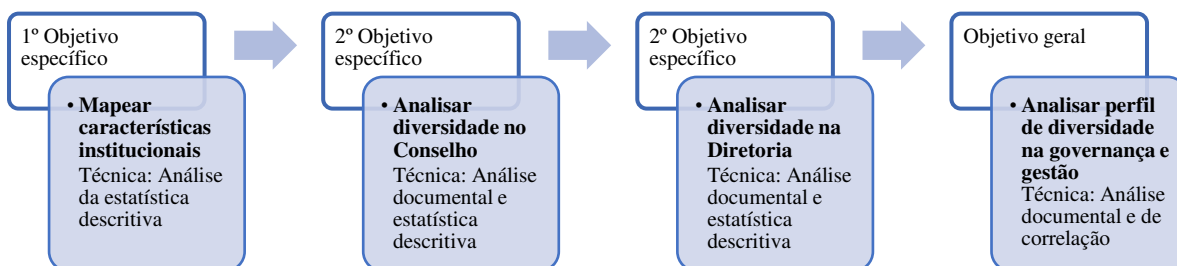 1º Objetivo
específico
• Mapear
características
institucionais
Técnica: Análise
da estatística
descritiva
2º Objetivo
específico
• Analisar
diversidade no
Conselho
Técnica: Análise
documental e
estatística
descritiva
2º Objetivo
específico
• Analisar
diversidade na
Diretoria
Técnica: Análise
documental e
estatística
descritiva
Objetivo geral
• Analisar perfil
de diversidade
na governança e
gestão
Técnica: Análise
documental e de
correlação